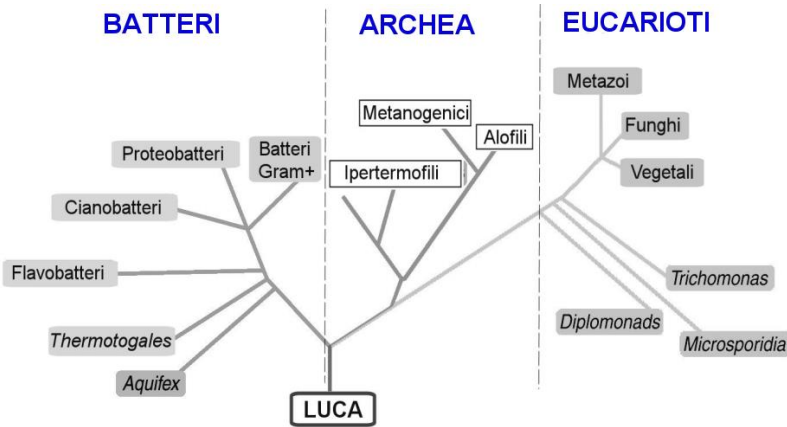 BATTERI
ARCHEA
EUCARIOTI
Metazoi
Metanogenici
Funghi
Alofili
Proteobatteri
Batteri
Gram+
Ipertermofili
Vegetali
Cianobatteri
Flavobatteri
Trichomonas
Diplomonads
Thermotogales
Microsporidia
Aquifex
LUCA